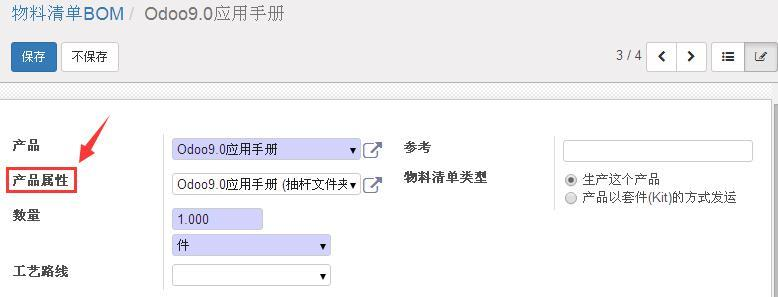 物料清单BOM / Odoo9.0应用手册
保存 不保存 3 / 4
产品 Odoo9.0应用手册
参考
产品属性 Odoo9.0应用手册 (抽杆文件夹
物料清单类型 生产这个产品
产品以套件(Kit)的方式发运
数量 1.000
件
工艺路线